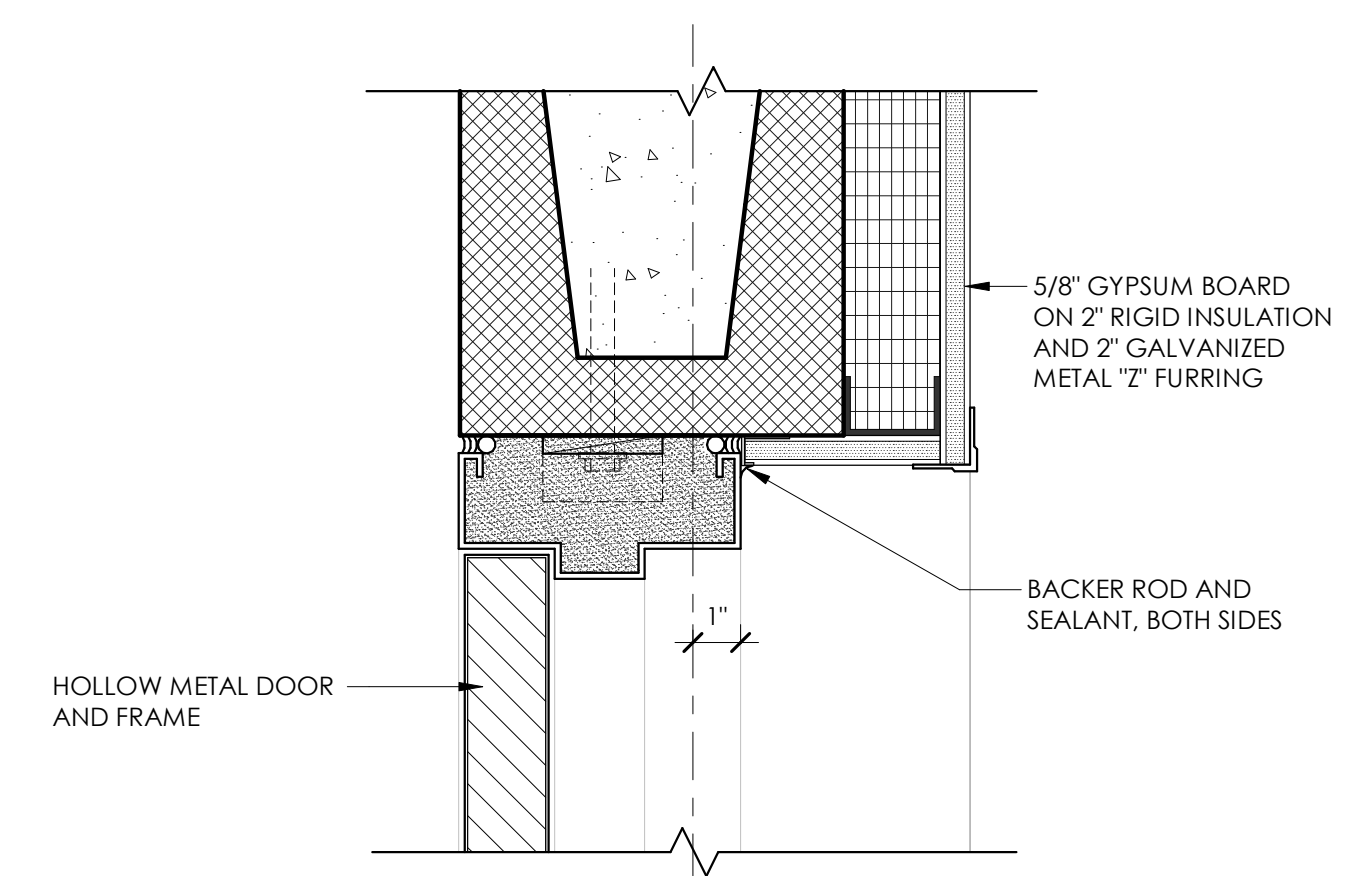 5/8" GYPSUM BOARD
ON 2" RIGID INSULATION
AND 2" GALVANIZED
METAL "Z" FURRING
BACKER ROD AND
SEALANT, BOTH SIDES
1"
HOLLOW METAL DOOR
AND FRAME